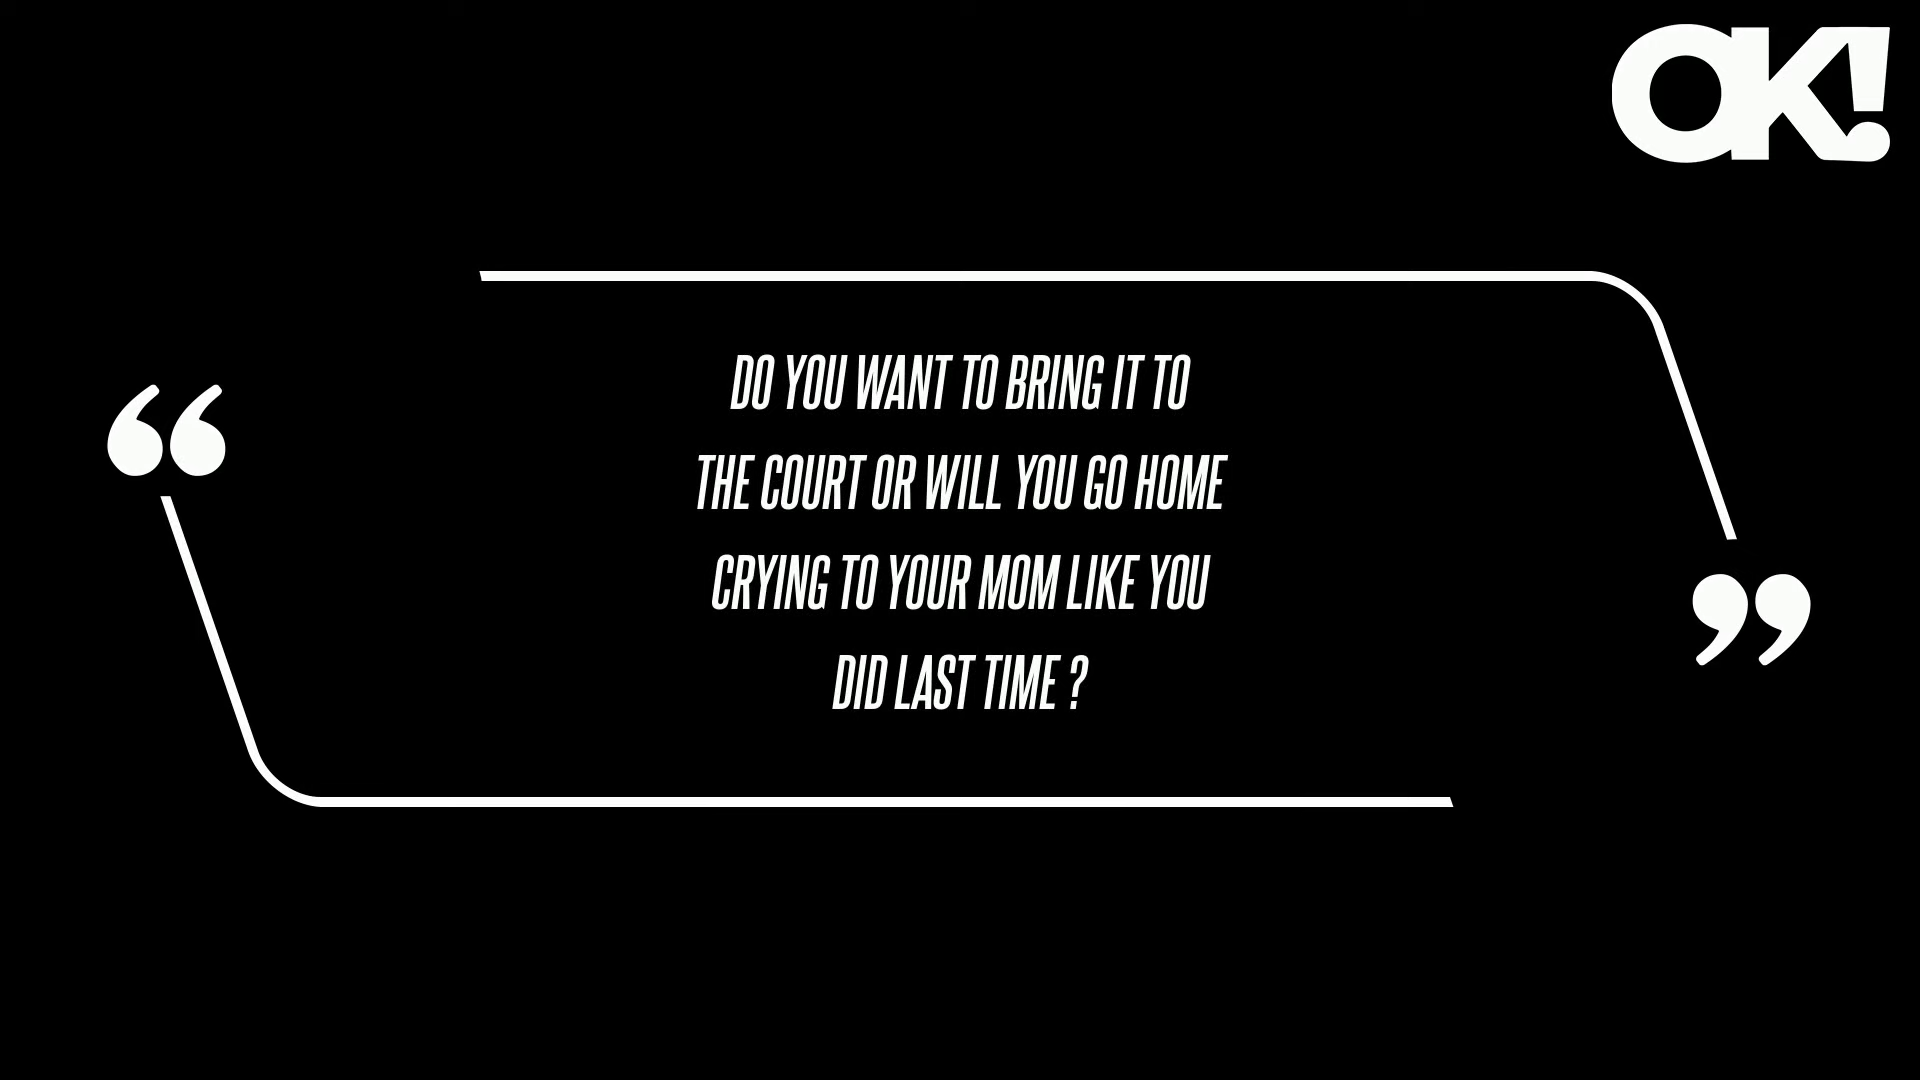 OK!
“
DO YOU WANT TO BRING IT TO
THE COURT OR WILL YOU GO HOME
CRYING TO YOUR MOM LIKE YOU
DID LAST TIME ?
”